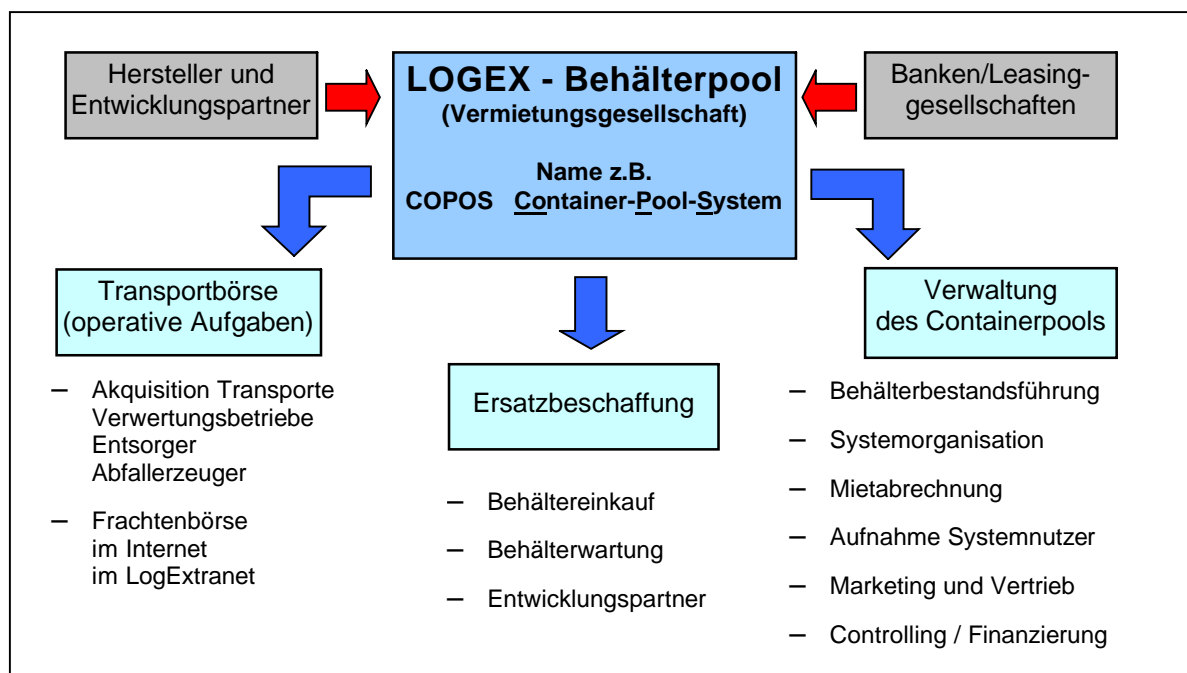 Hersteller und
Entwicklungspartner
LOGEX - Behälterpool
(Vermietungsgesellschaft)
Name z.B.
COPOS Container-Pool-System
Banken/Leasing-
gesellschaften
Transportbörse
(operative Aufgaben)
– Akquisition Transporte
Verwertungsbetriebe
Entsorger
Abfallerzeuger
– Frachtenbörse
im Internet
im LogExtranet
Ersatzbeschaffung
– Behältereinkauf
– Behälterwartung
– Entwicklungspartner
Verwaltung
des Containerpools
– Behälterbestandsführung
– Systemorganisation
– Mietabrechnung
– Aufnahme Systemnutzer
– Marketing und Vertrieb
– Controlling / Finanzierung